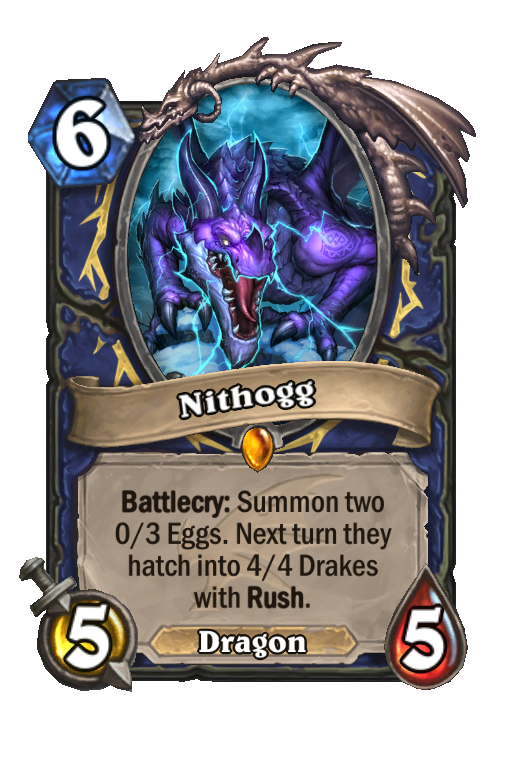 6
Nithogg
Battlecry: Summon two
0/3 Eggs. Next turn they
hatch into 4/4 Drakes
with Rush.
5
Dragon
5